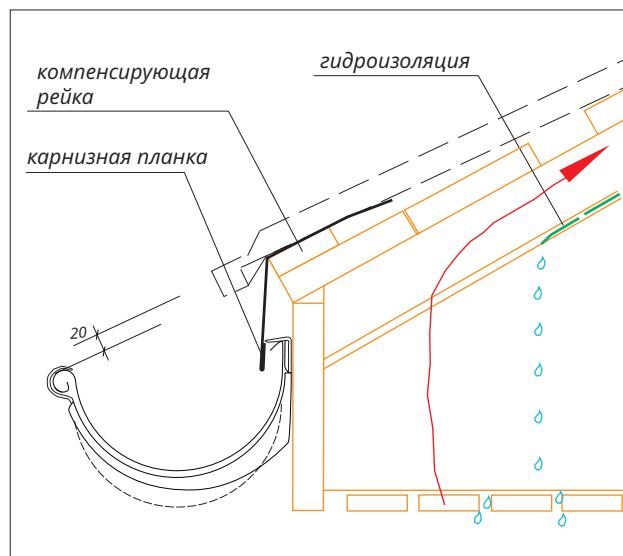 компенсирующая
рейка
гидроизоляция
карнизная планка
20